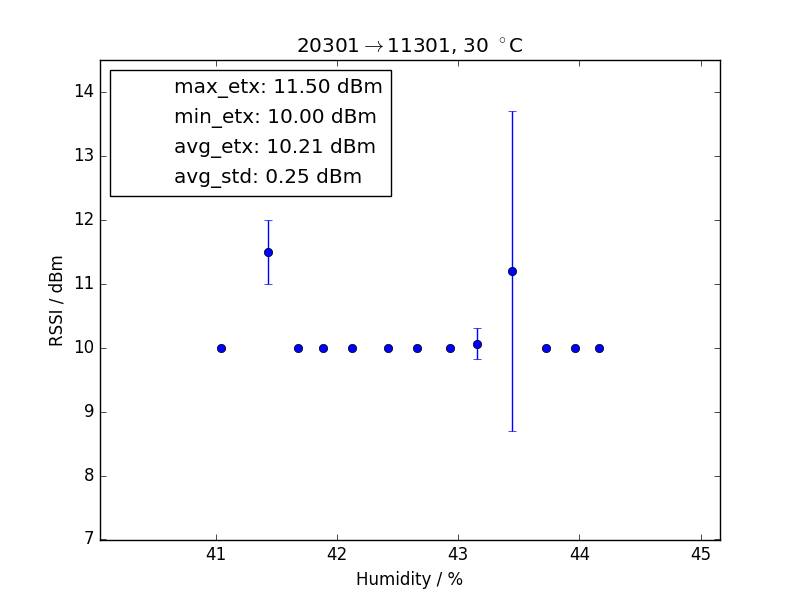 20301→11301, 30 °C
max_etx: 11.50 dBm
min_etx: 10.00 dBm
avg_etx: 10.21 dBm
avg_std: 0.25 dBm
RSSI / dBm
14
13
12
11
10
9
8
7
41 42 43 44 45
Humidity / %